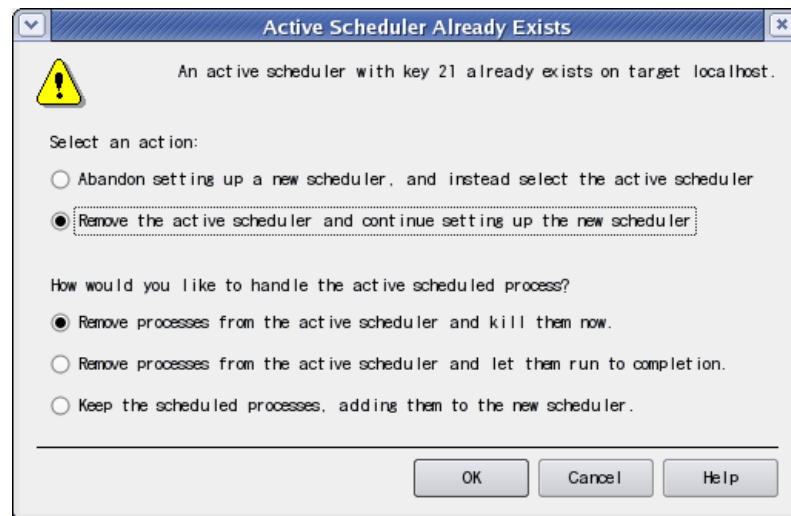 Active Scheduler Already Exists
An active scheduler with key 21 already exists on target localhost.
Select an action:
Abandon setting up a new scheduler, and instead select the active scheduler
Remove the active scheduler and continue setting up the new scheduler
How would you like to handle the active scheduled process?
Remove processes from the active scheduler and kill them now.
Remove processes from the active scheduler and let them run to completion.
Keep the scheduled processes, adding them to the new scheduler.
OK Cancel Help